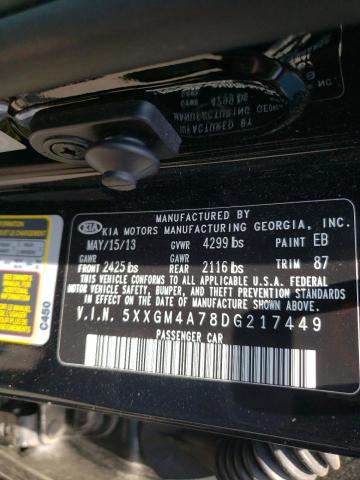 MANUFACTURED BY
KIA KIA MOTORS MANUFACTURING GEORGIA, INC.
MAY/15/13 GVWR 4299 lbs PAINT EB
GAWR GAWR
FRONT 2425 lbs REAR 2116 lbs TRIM 87
THIS VEHICLE CONFORMS TO ALL APPLICABLE U.S.A. FEDERAL
MOTOR VEHICLE SAFETY, BUMPER, AND THEFT PREVENTION
STANDARDS IN EFFECT ON THE DATE OF MANUFACTURE SHOWN ABOVE.
V.I.N. 5XXGM4A78DG217449
PASSENGER CAR
C450